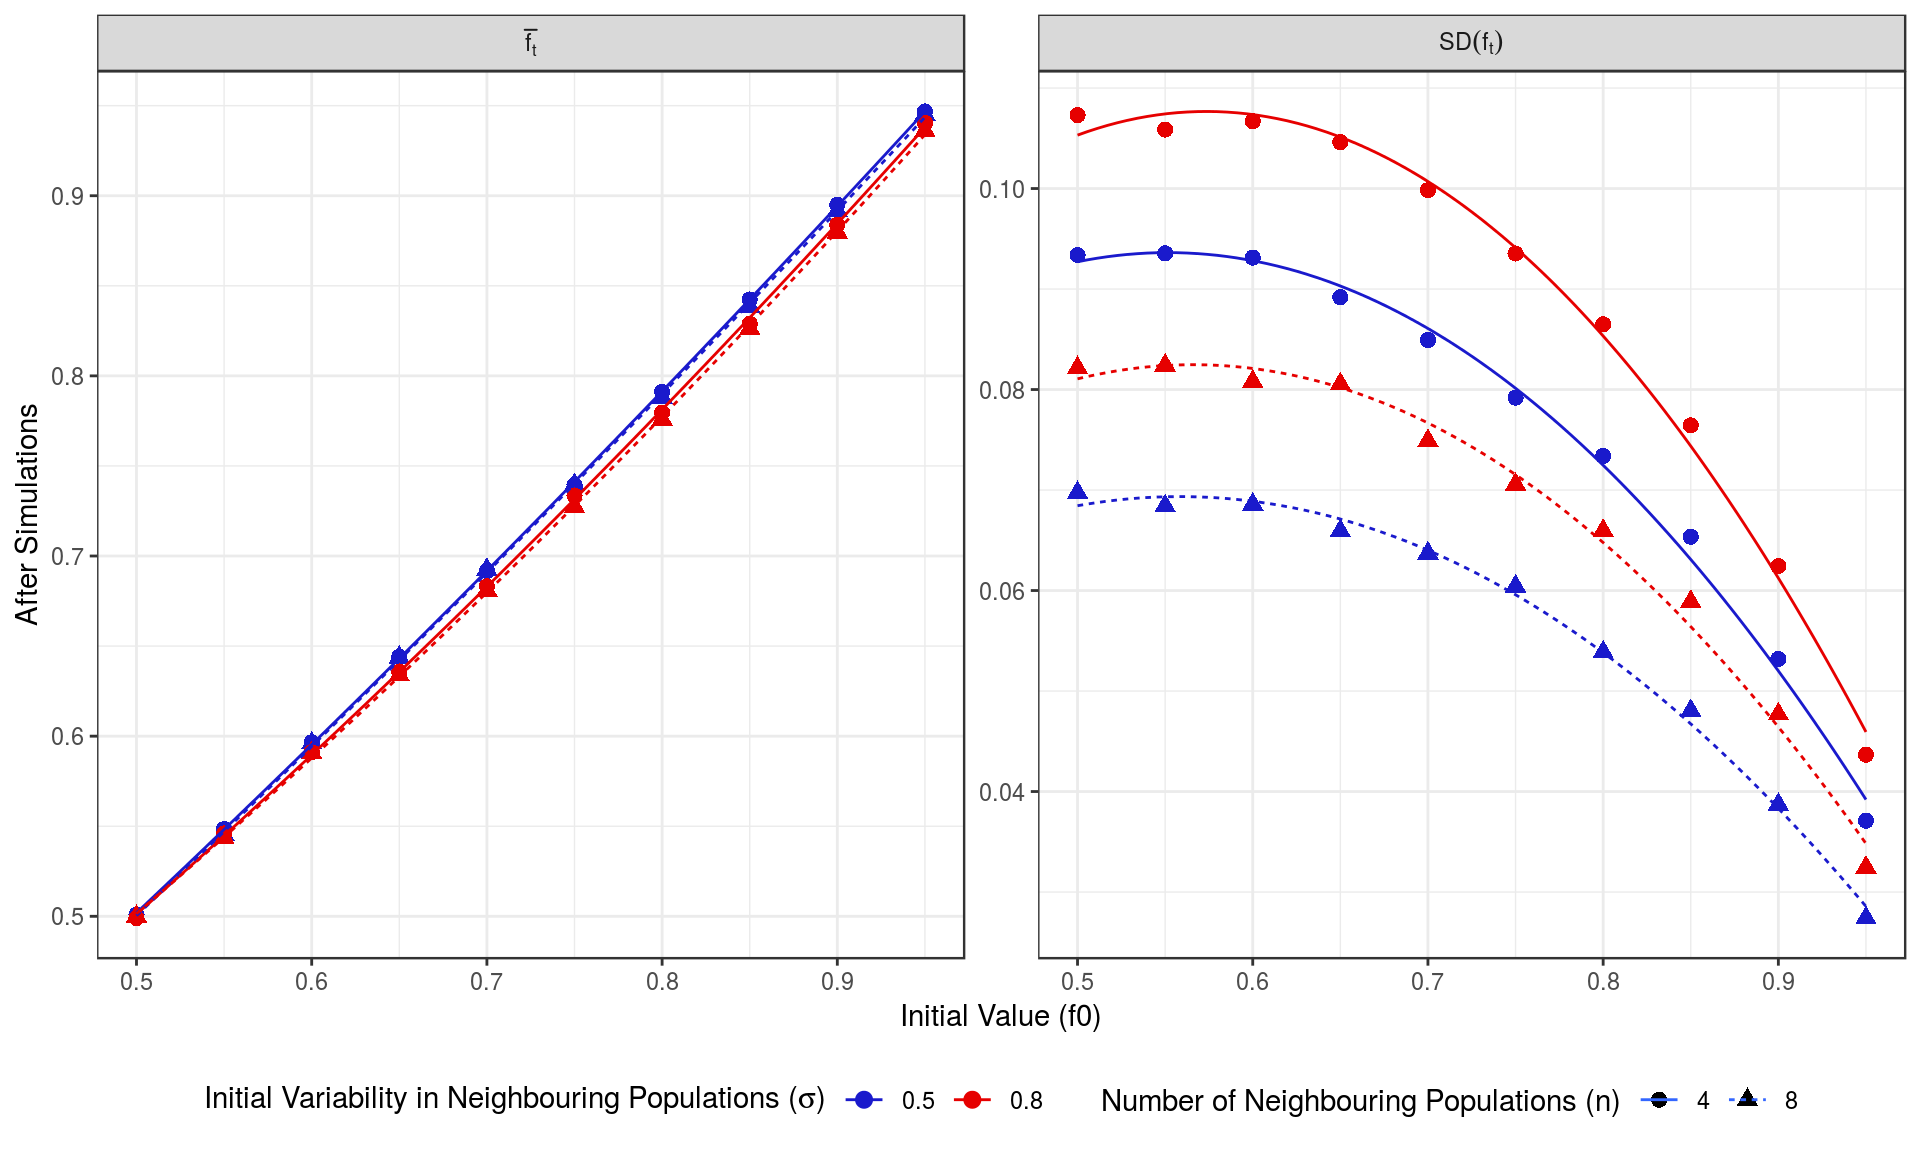 f̅ₜ
SD(fₜ)
After Simulations
0.9
0.8
0.7
0.6
0.5
0.10
0.08
0.06
0.04
0.5 0.6 0.7 0.8 0.9
0.5 0.6 0.7 0.8 0.9
Initial Value (f0)
Initial Variability in Neighbouring Populations (σ) 0.5 0.8 Number of Neighbouring Populations (n) 4 8